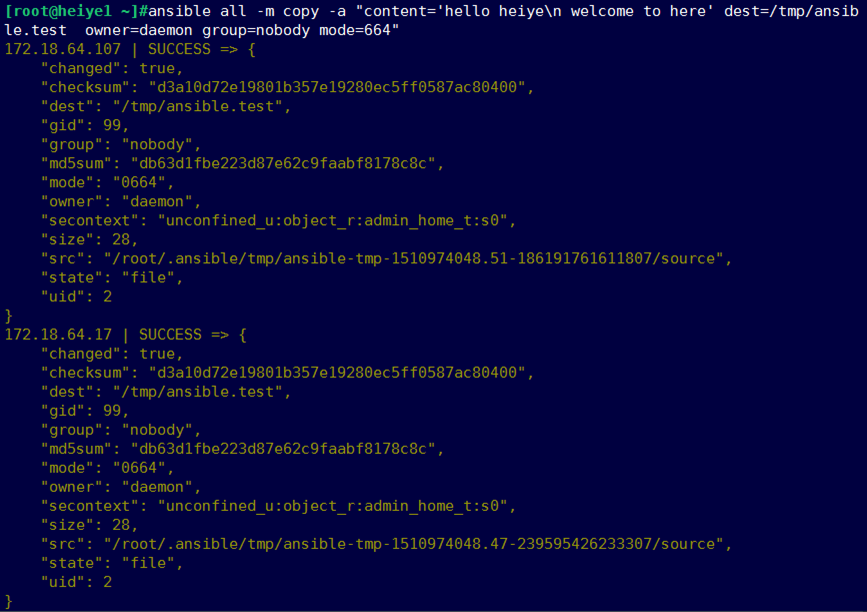 [root@heiye1 ~]#ansible all -m copy -a "content='hello heiye\n welcome to here' dest=/tmp/ansib
le.test  owner=daemon group=nobody mode=664"
172.18.64.107 | SUCCESS => {
    "changed": true,
    "checksum": "d3a10d72e19801b357e19280ec5ff0587ac80400",
    "dest": "/tmp/ansible.test",
    "gid": 99,
    "group": "nobody",
    "md5sum": "db63d1fbe223d87e62c9faabf8178c8c",
    "mode": "0664",
    "owner": "daemon",
    "secontext": "unconfined_u:object_r:admin_home_t:s0",
    "size": 28,
    "src": "/root/.ansible/tmp/ansible-tmp-1510974048.51-186191761611807/source",
    "state": "file",
    "uid": 2
}
172.18.64.17 | SUCCESS => {
    "changed": true,
    "checksum": "d3a10d72e19801b357e19280ec5ff0587ac80400",
    "dest": "/tmp/ansible.test",
    "gid": 99,
    "group": "nobody",
    "md5sum": "db63d1fbe223d87e62c9faabf8178c8c",
    "mode": "0664",
    "owner": "daemon",
    "secontext": "unconfined_u:object_r:admin_home_t:s0",
    "size": 28,
    "src": "/root/.ansible/tmp/ansible-tmp-1510974048.47-239595426233307/source",
    "state": "file",
    "uid": 2
}